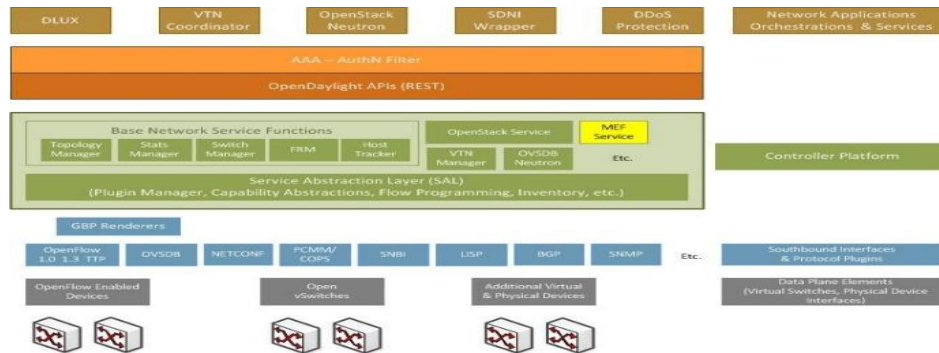 DLUX
VTN
Coordinator
OpenStack
Neutron
SDNI
Wrapper
DDoS
Protection
Network Applications
Orchestrations & Services
AAA – AuthN Filter
OpenDaylight APIs (REST)
Base Network Service Functions
Topology
Manager
Stats
Manager
Switch
Manager
FRM
Host
Tracker
OpenStack Service
MEF
Service
VTN
Manager
OVSDB
Neutron
Etc.
Controller Platform
Service Abstraction Layer (SAL)
(Plugin Manager, Capability Abstractions, Flow Programming, Inventory, etc.)
GBP Renderers
OpenFlow
1.0 1.3 TTP
OVSDB
NETCONF
PCMM/
COPS
SNBI
LISP
BGP
SNMP
Etc.
Southbound Interfaces
& Protocol Plugins
OpenFlow Enabled
Devices
Open
vSwitches
Additional Virtual
& Physical Devices
Data Plane Elements
(Virtual Switches, Physical Device
Interfaces)